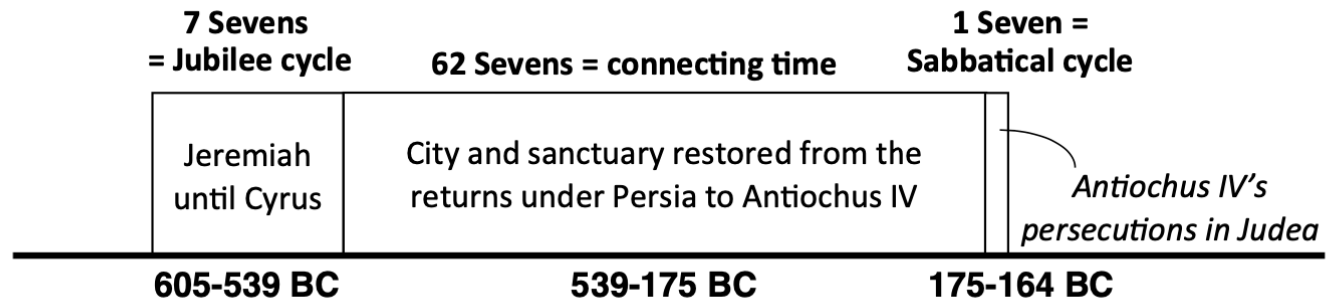 7 Sevens
= Jubilee cycle
62 Sevens = connecting time
1 Seven =
Sabbatical cycle
Jeremiah
until Cyrus
City and sanctuary restored from the
returns under Persia to Antiochus IV
Antiochus IV’s
persecutions in Judea
605-539 BC
539-175 BC
175-164 BC